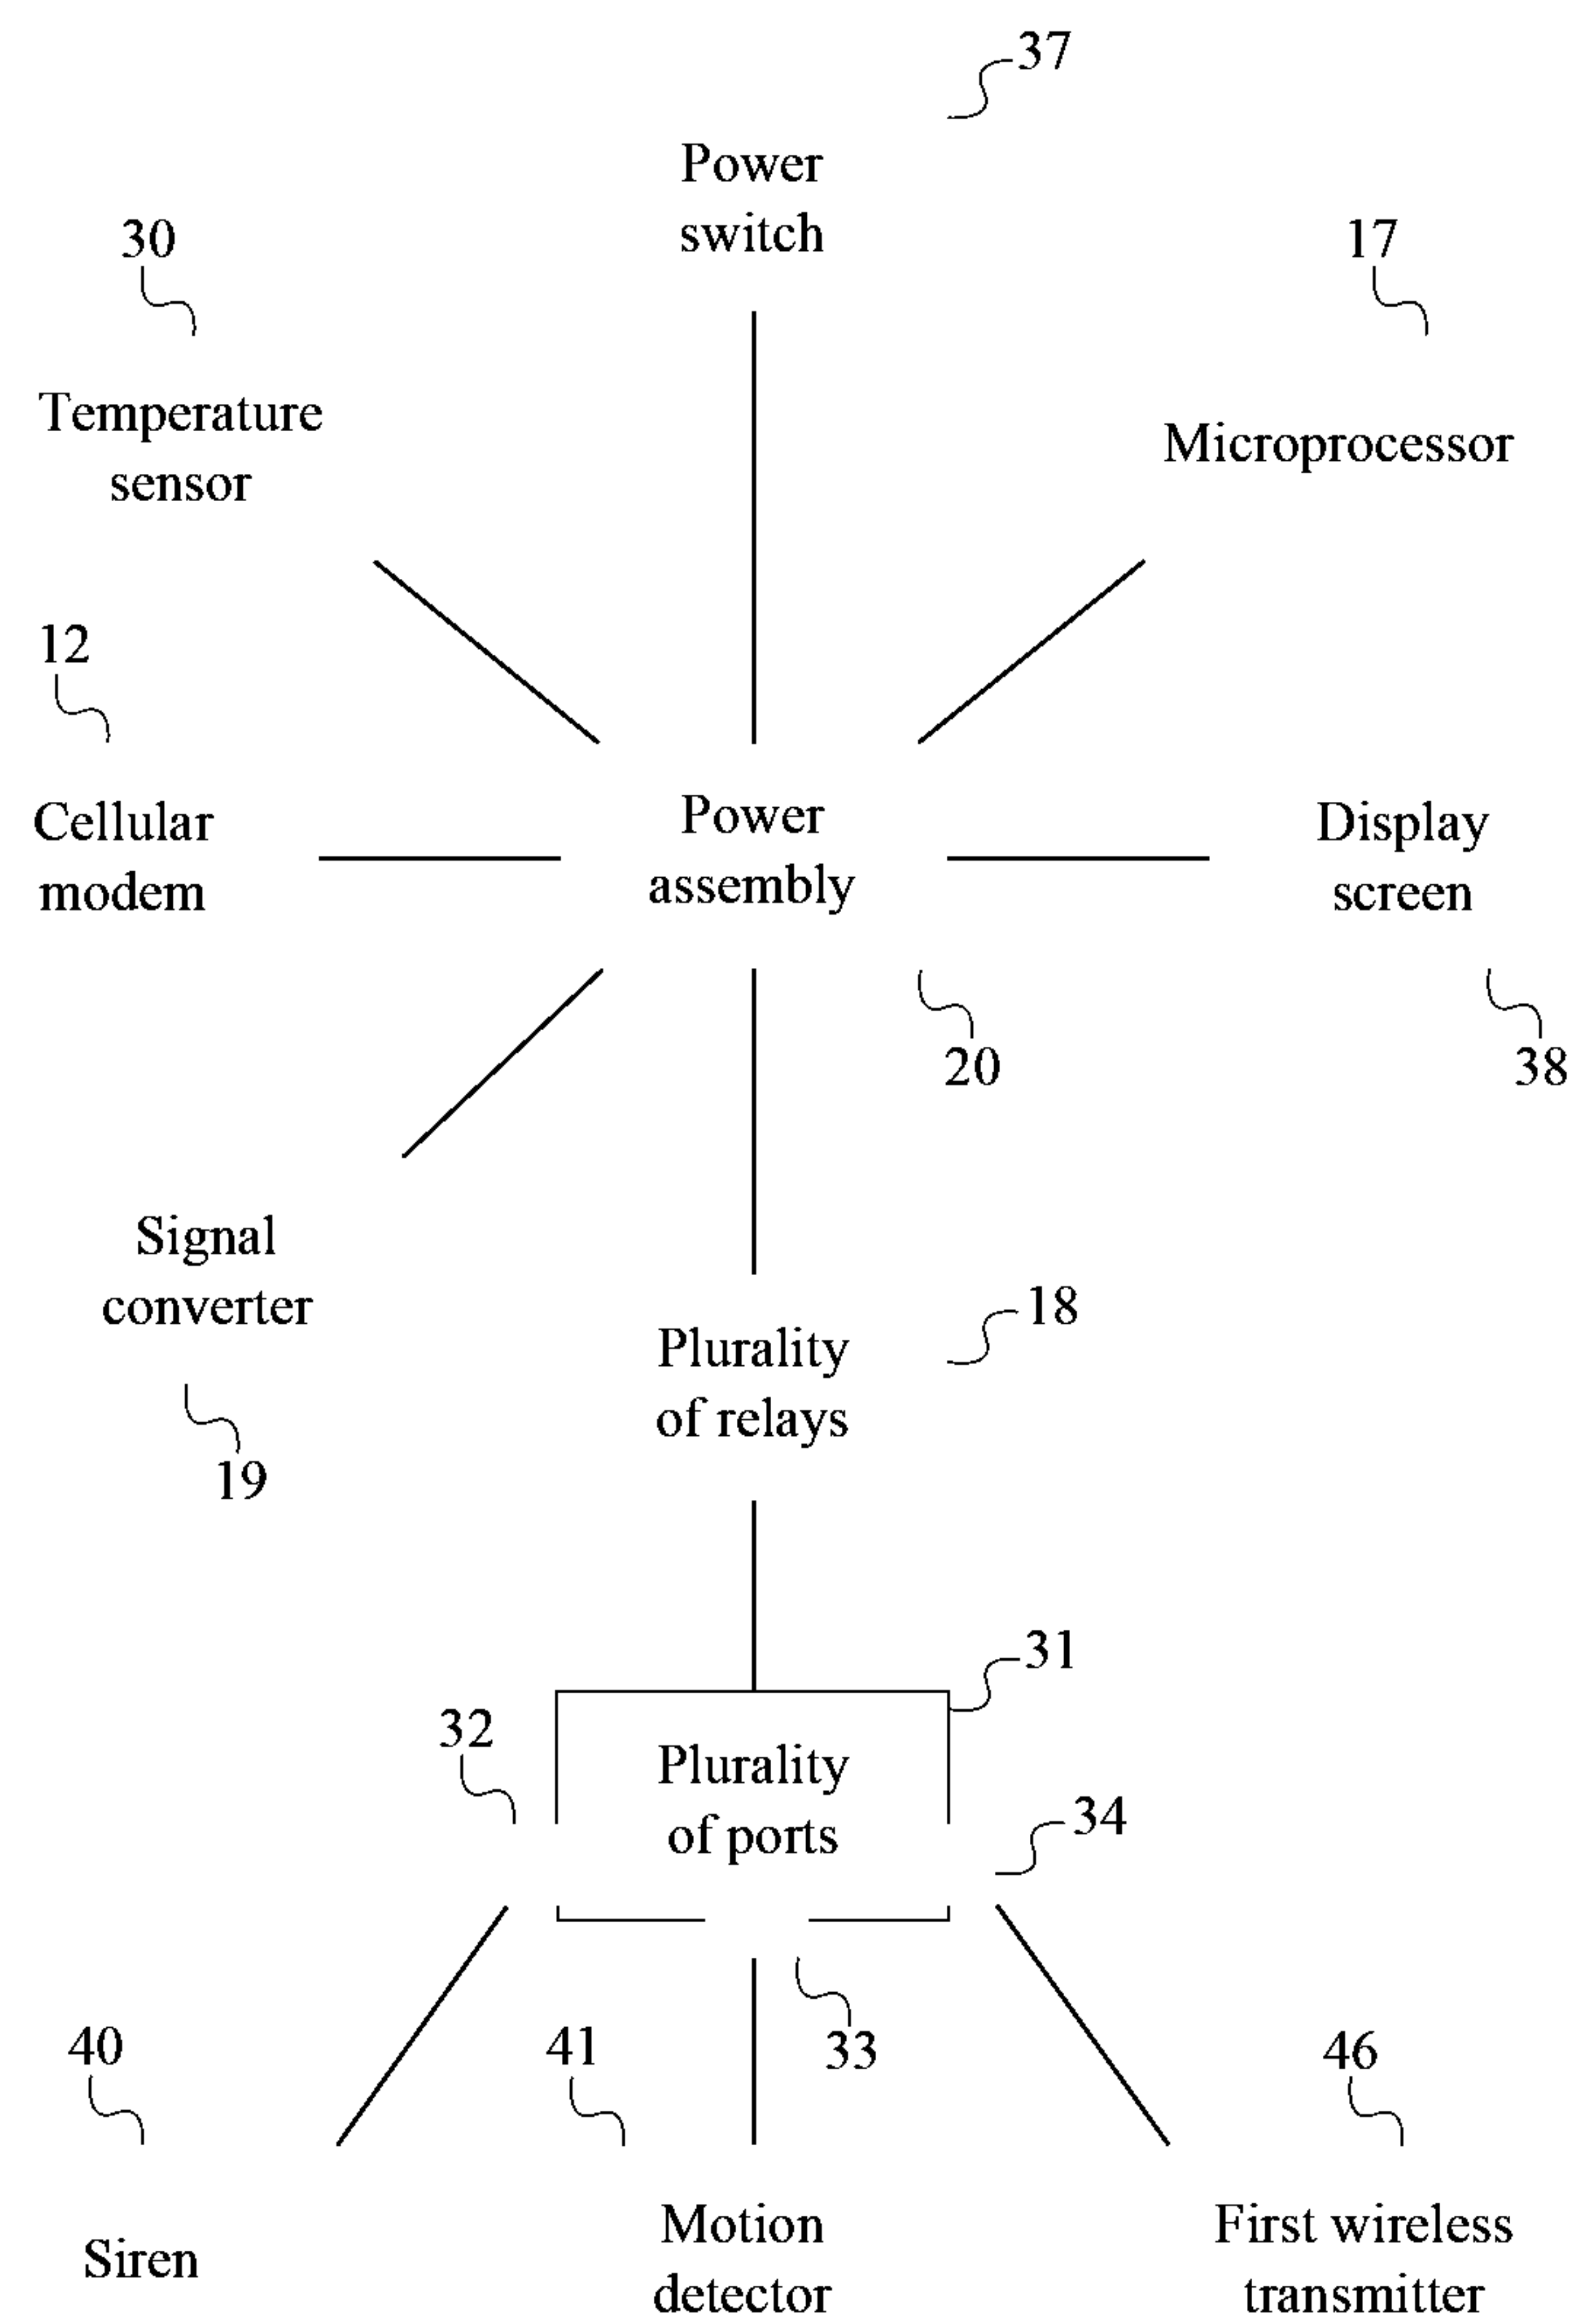 37
Power
switch
30
17
Temperature
sensor
Microprocessor
12
Cellular
modem
Power
assembly
Display
screen
20
38
Signal
converter
18
Plurality
of relays
19
31
32
Plurality
of ports
34
33
40
41
46
Siren
Motion
detector
First wireless
transmitter